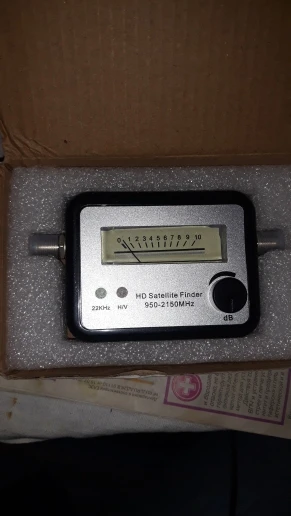 0 1 2 3 4 5 6 7 8 9 10
HD Satellite Finder
22KHz H/V 950-2150MHz
dB